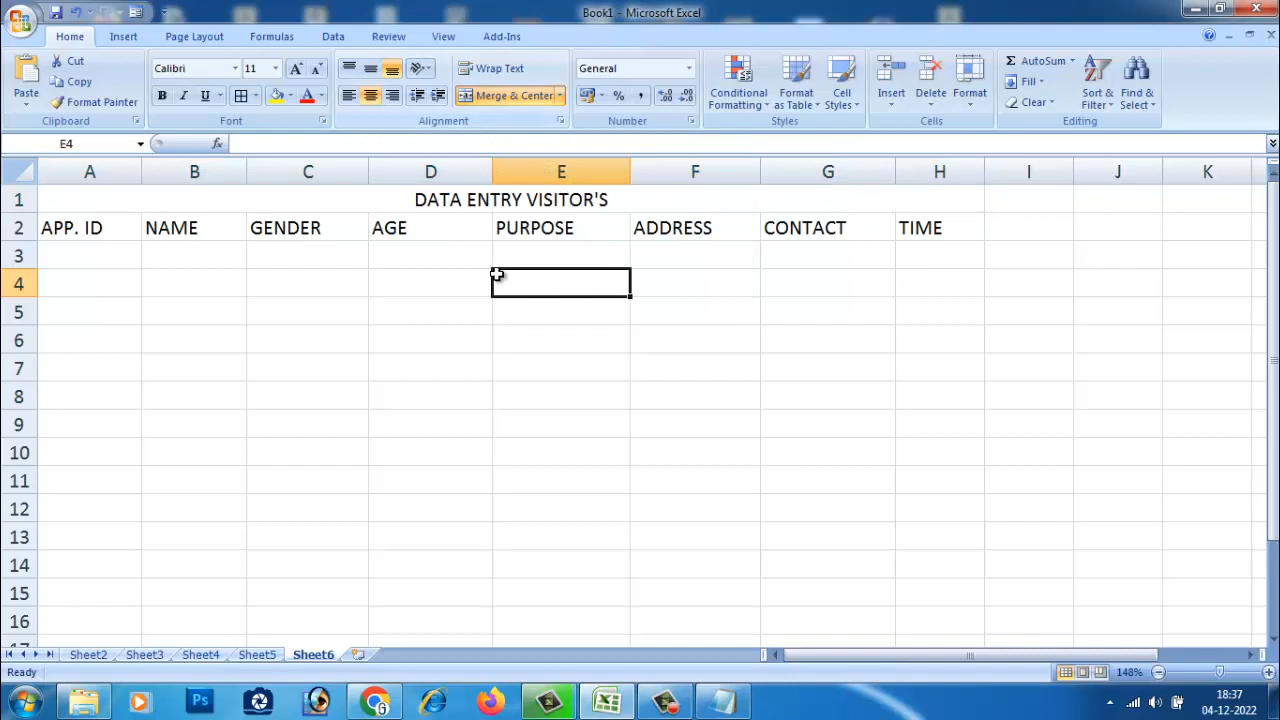 Book1 - Microsoft Excel
Home Insert Page Layout Formulas Data Review View Add-Ins
Paste Cut Copy Format Painter Clipboard
Calibri 11 B I U A A A Font
Wrap Text Merge & Center Alignment
General % , Number
Conditional Formatting Format as Table Cell Styles Styles
Insert Delete Format Cells
Σ AutoSum Fill Clear Sort & Filter Find & Select Editing
E4 fx
A B C D E F G H I J K
1 DATA ENTRY VISITOR'S
2 APP. ID NAME GENDER AGE PURPOSE ADDRESS CONTACT TIME
3
4
5
6
7
8
9
10
11
12
13
14
15
16
17
Sheet2 Sheet3 Sheet4 Sheet5 Sheet6
Ready 148%
Ps G
18:37
04-12-2022